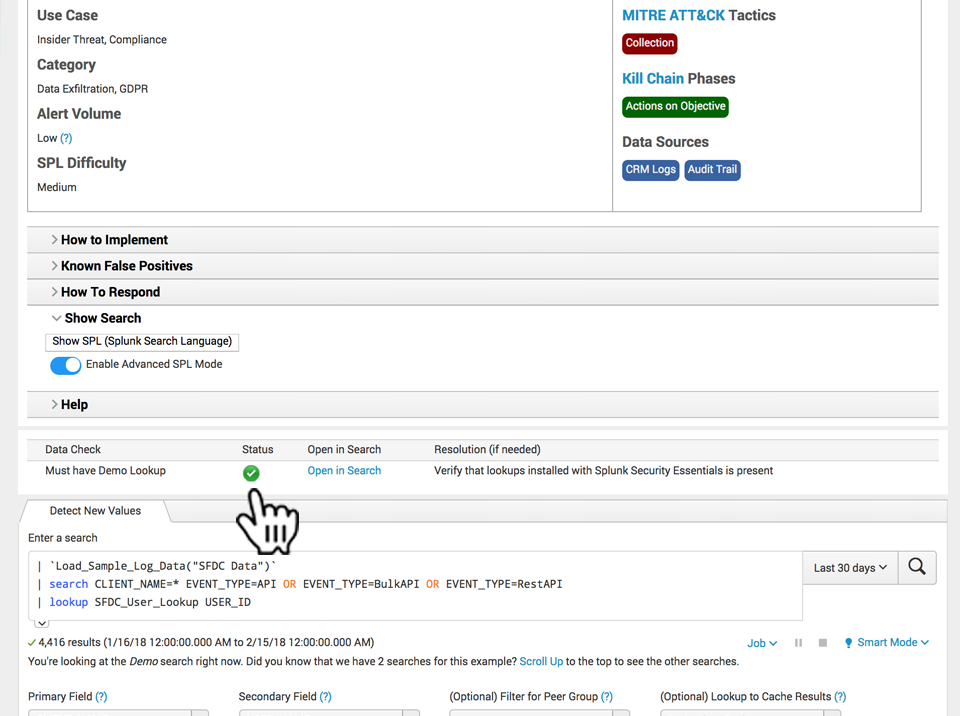 Use Case
Insider Threat, Compliance
Category
Data Exfiltration, GDPR
Alert Volume
Low (?)
SPL Difficulty
Medium
MITRE ATT&CK Tactics
Collection
Kill Chain Phases
Actions on Objective
Data Sources
CRM Logs Audit Trail
How to Implement
Known False Positives
How To Respond
Show Search
Show SPL (Splunk Search Language)
Enable Advanced SPL Mode
Help
Data Check Status Open in Search Resolution (if needed)
Must have Demo Lookup Open in Search Verify that lookups installed with Splunk Security Essentials is present
Detect New Values
Enter a search
| `Load_Sample_Log_Data("SFDC Data")`
| search CLIENT_NAME=* EVENT_TYPE=API OR EVENT_TYPE=BulkAPI OR EVENT_TYPE=RestAPI
| lookup SFDC_User_Lookup USER_ID
Last 30 days
4,416 results (1/16/18 12:00:00.000 AM to 2/15/18 12:00:00.000 AM)
Job Smart Mode
You're looking at the Demo search right now. Did you know that we have 2 searches for this example? Scroll Up to the top to see the other searches.
Primary Field (?) Secondary Field (?) (Optional) Filter for Peer Group (?) (Optional) Lookup to Cache Results (?)